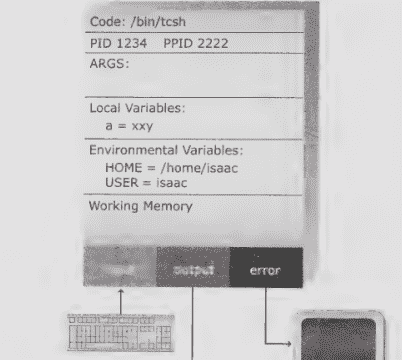 Code: /bin/tcsh
PID 1234 PPID 2222
ARGS:
Local Variables:
a = xxy
Environmental Variables:
HOME = /home/isaac
USER = isaac
Working Memory
output
error